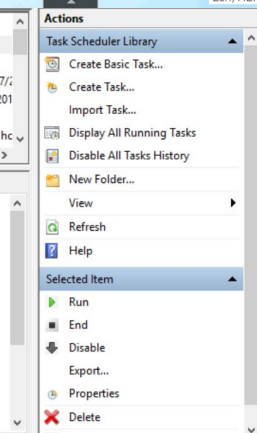 Actions
Task Scheduler Library
Create Basic Task...
Create Task...
Import Task...
Display All Running Tasks
Disable All Tasks History
New Folder...
View
Refresh
Help
Selected Item
Run
End
Disable
Export...
Properties
Delete